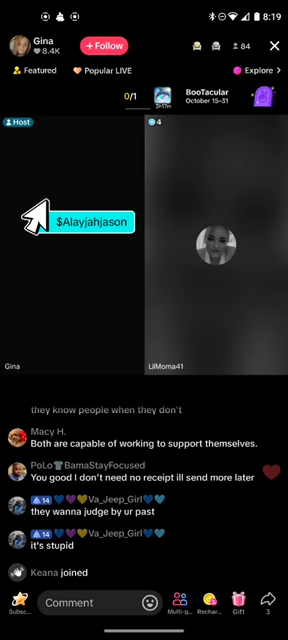 8:19
Gina
8.4K
+ Follow
84
Featured
Popular LIVE
Explore >
0/1
BooTacular
October 15–31
Host
4
$Alayjahjason
Gina
LilMoma41
they know people when they don't
Macy H.
Both are capable of working to support themselves.
PoLo👕BamaStayFocused
You good I don't need no receipt ill send more later
14 💙💜💛Va_Jeep_Girl💙💙
they wanna judge by ur past
14 💙💜💛Va_Jeep_Girl💙💙
it's stupid
Keana joined
Subsc...
Comment
Multi-g...
Rechar...
Gift
3